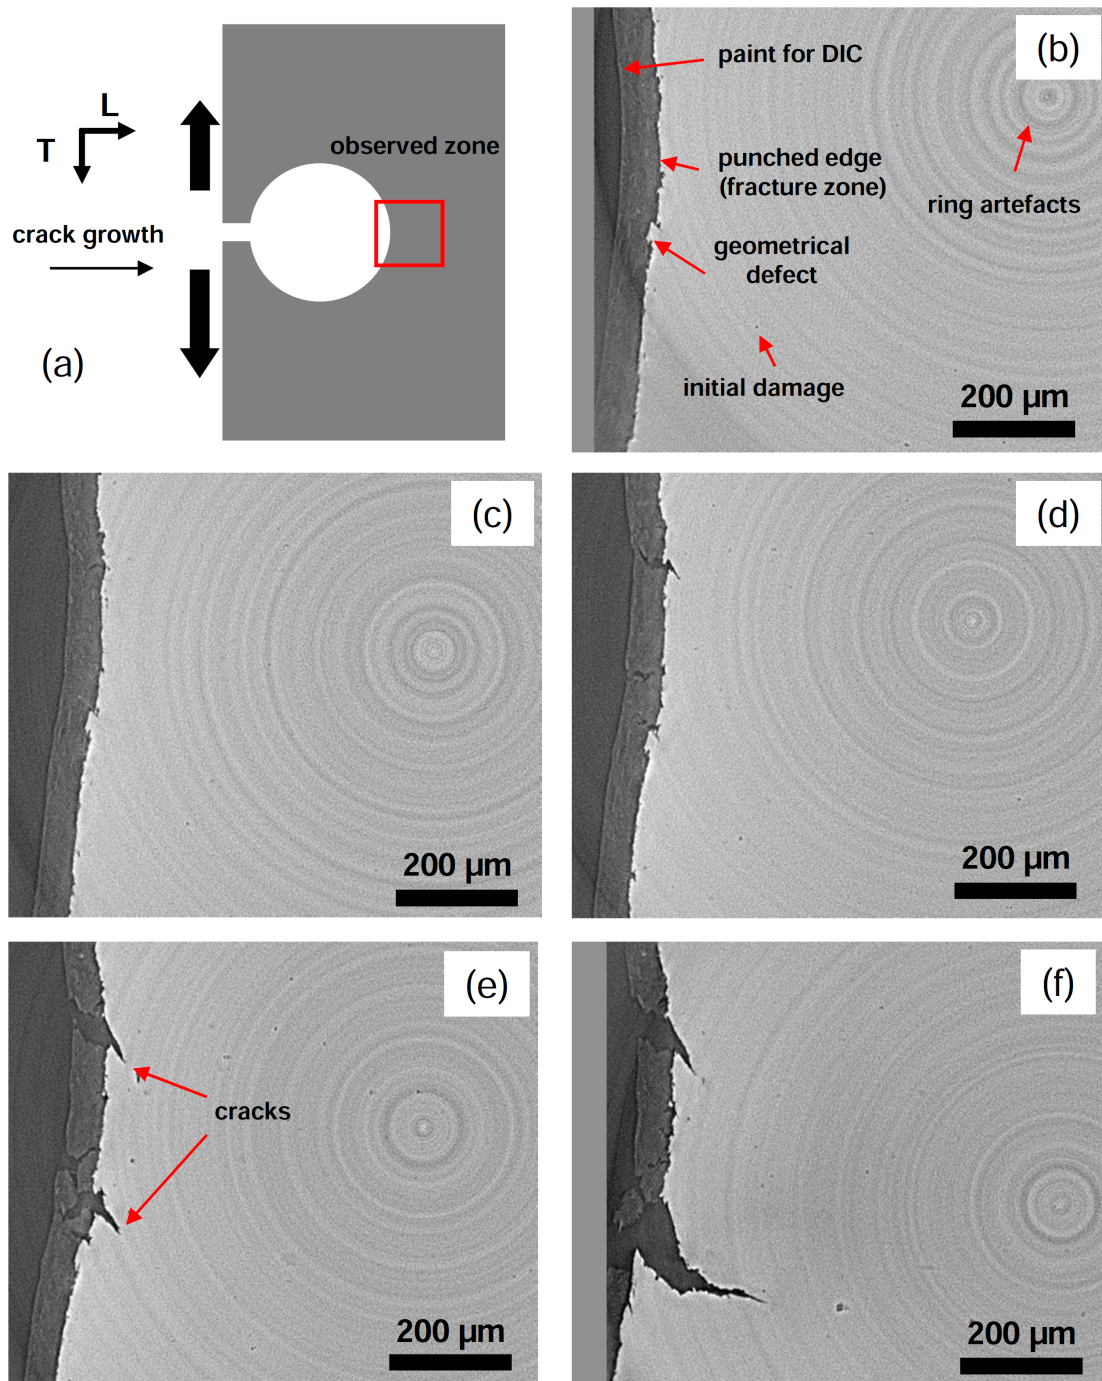 L
T
observed zone
crack growth
(a)
(b)
paint for DIC
punched edge
(fracture zone)
ring artefacts
geometrical
defect
initial damage
200 µm
(c)
200 µm
(d)
200 µm
(e)
cracks
200 µm
(f)
200 µm